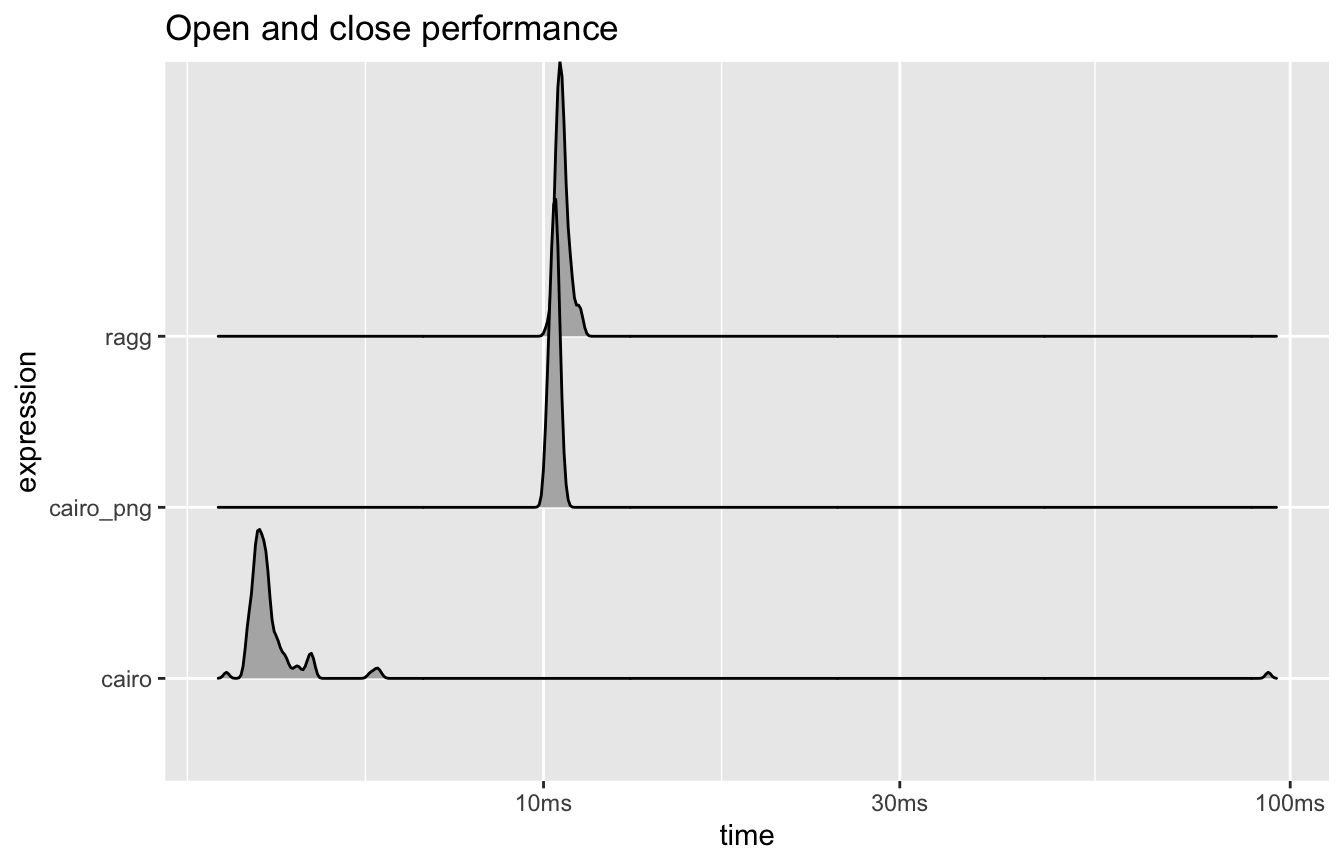 Open and close performance
ragg
cairo_png
cairo
expression
10ms
30ms
100ms
time